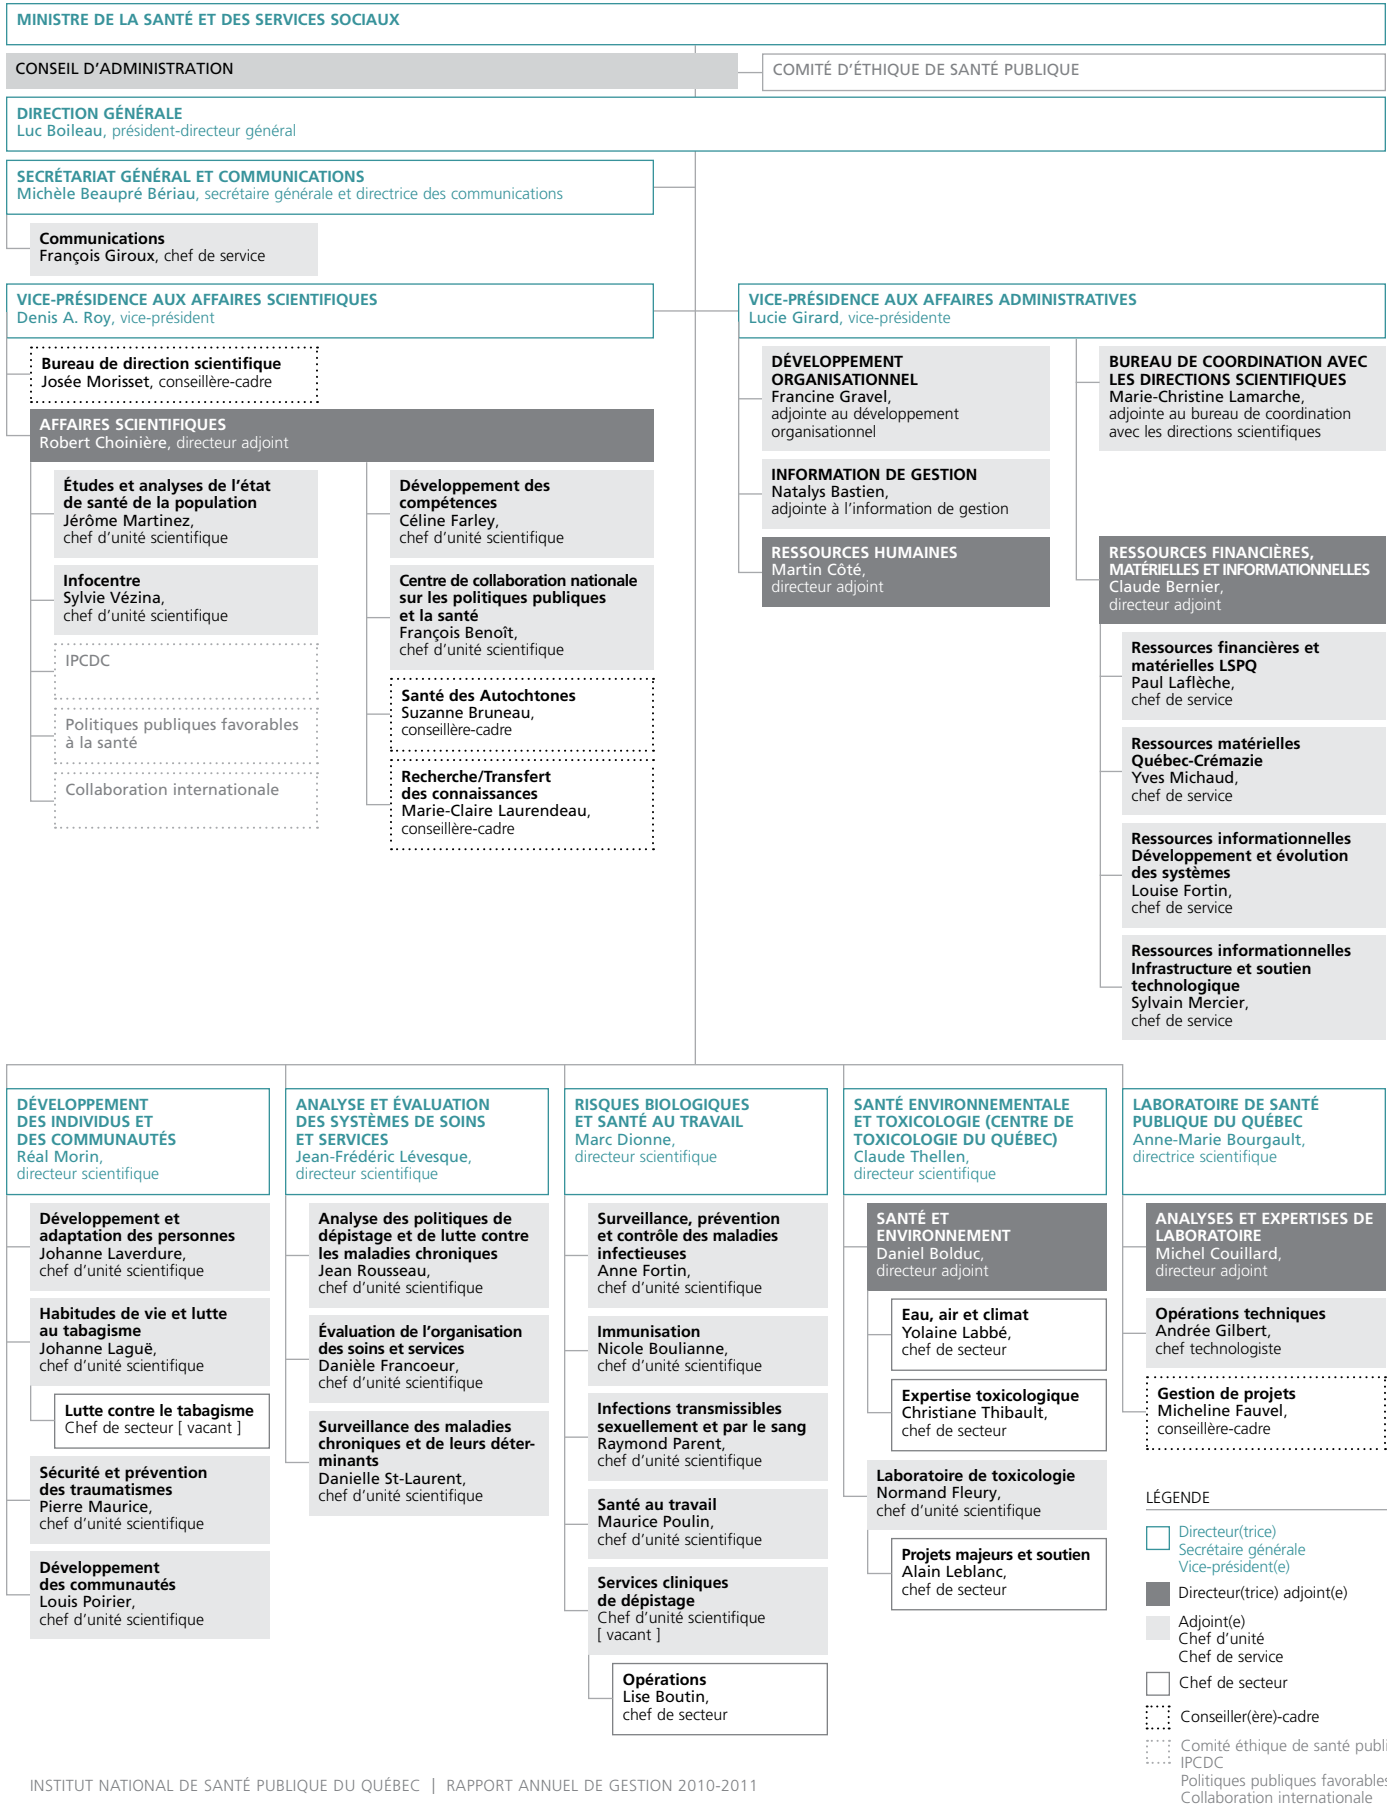 MINISTRE DE LA SANTÉ ET DES SERVICES SOCIAUX
CONSEIL D'ADMINISTRATION
COMITÉ D'ÉTHIQUE DE SANTÉ PUBLIQUE
DIRECTION GÉNÉRALE
Luc Boileau, président-directeur général
SECRÉTARIAT GÉNÉRAL ET COMMUNICATIONS
Michèle Beaupré Bériau, secrétaire générale et directrice des communications
Communications
François Giroux, chef de service
VICE-PRÉSIDENCE AUX AFFAIRES SCIENTIFIQUES
Denis A. Roy, vice-président
Bureau de direction scientifique
Josée Morisset, conseillère-cadre
AFFAIRES SCIENTIFIQUES
Robert Choinière, directeur adjoint
Études et analyses de l'état
de santé de la population
Jérôme Martinez,
chef d'unité scientifique
Infocentre
Sylvie Vézina,
chef d'unité scientifique
IPCDC
Politiques publiques favorables
à la santé
Collaboration internationale
Développement des
compétences
Céline Farley,
chef d'unité scientifique
Centre de collaboration nationale
sur les politiques publiques
et la santé
François Benoît,
chef d'unité scientifique
Santé des Autochtones
Suzanne Bruneau,
conseillère-cadre
Recherche/Transfert
des connaissances
Marie-Claire Laurendeau,
conseillère-cadre
VICE-PRÉSIDENCE AUX AFFAIRES ADMINISTRATIVES
Lucie Girard, vice-présidente
DÉVELOPPEMENT
ORGANISATIONNEL
Francine Gravel,
adjointe au développement
organisationnel
INFORMATION DE GESTION
Natalys Bastien,
adjointe à l'information de gestion
RESSOURCES HUMAINES
Martin Côté,
directeur adjoint
BUREAU DE COORDINATION AVEC
LES DIRECTIONS SCIENTIFIQUES
Marie-Christine Lamarche,
adjointe au bureau de coordination
avec les directions scientifiques
RESSOURCES FINANCIÈRES,
MATÉRIELLES ET INFORMATIONNELLES
Claude Bernier,
directeur adjoint
Ressources financières et
matérielles LSPQ
Paul Laflèche,
chef de service
Ressources matérielles
Québec-Crémazie
Yves Michaud,
chef de service
Ressources informationnelles
Développement et évolution
des systèmes
Louise Fortin,
chef de service
Ressources informationnelles
Infrastructure et soutien
technologique
Sylvain Mercier,
chef de service
DÉVELOPPEMENT
DES INDIVIDUS ET
DES COMMUNAUTÉS
Réal Morin,
directeur scientifique
Développement et
adaptation des personnes
Johanne Laverdure,
chef d'unité scientifique
Habitudes de vie et lutte
au tabagisme
Johanne Laguë,
chef d'unité scientifique
Lutte contre le tabagisme
Chef de secteur [ vacant ]
Sécurité et prévention
des traumatismes
Pierre Maurice,
chef d'unité scientifique
Développement
des communautés
Louis Poirier,
chef d'unité scientifique
ANALYSE ET ÉVALUATION
DES SYSTÈMES DE SOINS
ET SERVICES
Jean-Frédéric Lévesque,
directeur scientifique
Analyse des politiques de
dépistage et de lutte contre
les maladies chroniques
Jean Rousseau,
chef d'unité scientifique
Évaluation de l'organisation
des soins et services
Danièle Francoeur,
chef d'unité scientifique
Surveillance des maladies
chroniques et de leurs déter-
minants
Danielle St-Laurent,
chef d'unité scientifique
RISQUES BIOLOGIQUES
ET SANTÉ AU TRAVAIL
Marc Dionne,
directeur scientifique
Surveillance, prévention
et contrôle des maladies
infectieuses
Anne Fortin,
chef d'unité scientifique
Immunisation
Nicole Boulianne,
chef d'unité scientifique
Infections transmissibles
sexuellement et par le sang
Raymond Parent,
chef d'unité scientifique
Santé au travail
Maurice Poulin,
chef d'unité scientifique
Services cliniques
de dépistage
Chef d'unité scientifique
[ vacant ]
Opérations
Lise Boutin,
chef de secteur
SANTÉ ENVIRONNEMENTALE
ET TOXICOLOGIE (CENTRE DE
TOXICOLOGIE DU QUÉBEC)
Claude Thellen,
directeur scientifique
SANTÉ ET
ENVIRONNEMENT
Daniel Bolduc,
directeur adjoint
Eau, air et climat
Yolaine Labbé,
chef de secteur
Expertise toxicologique
Christiane Thibault,
chef de secteur
Laboratoire de toxicologie
Normand Fleury,
chef d'unité scientifique
Projets majeurs et soutien
Alain Leblanc,
chef de secteur
LABORATOIRE DE SANTÉ
PUBLIQUE DU QUÉBEC
Anne-Marie Bourgault,
directrice scientifique
ANALYSES ET EXPERTISES DE
LABORATOIRE
Michel Couillard,
directeur adjoint
Opérations techniques
Andrée Gilbert,
chef technologiste
Gestion de projets
Micheline Fauvel,
conseillère-cadre
LÉGENDE
Directeur(trice)
Secrétaire générale
Vice-président(e)
Directeur(trice) adjoint(e)
Adjoint(e)
Chef d'unité
Chef de service
Chef de secteur
Conseiller(ère)-cadre
Comité éthique de santé publi
IPCDC
Politiques publiques favorables
Collaboration internationale
INSTITUT NATIONAL DE SANTÉ PUBLIQUE DU QUÉBEC | RAPPORT ANNUEL DE GESTION 2010-2011